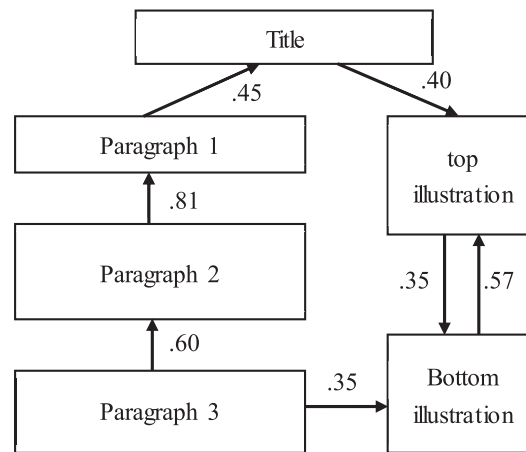 Title
.45
.40
Paragraph 1
top
illustration
.81
Paragraph 2
.35
.57
.60
Paragraph 3
.35
Bottom
illustration